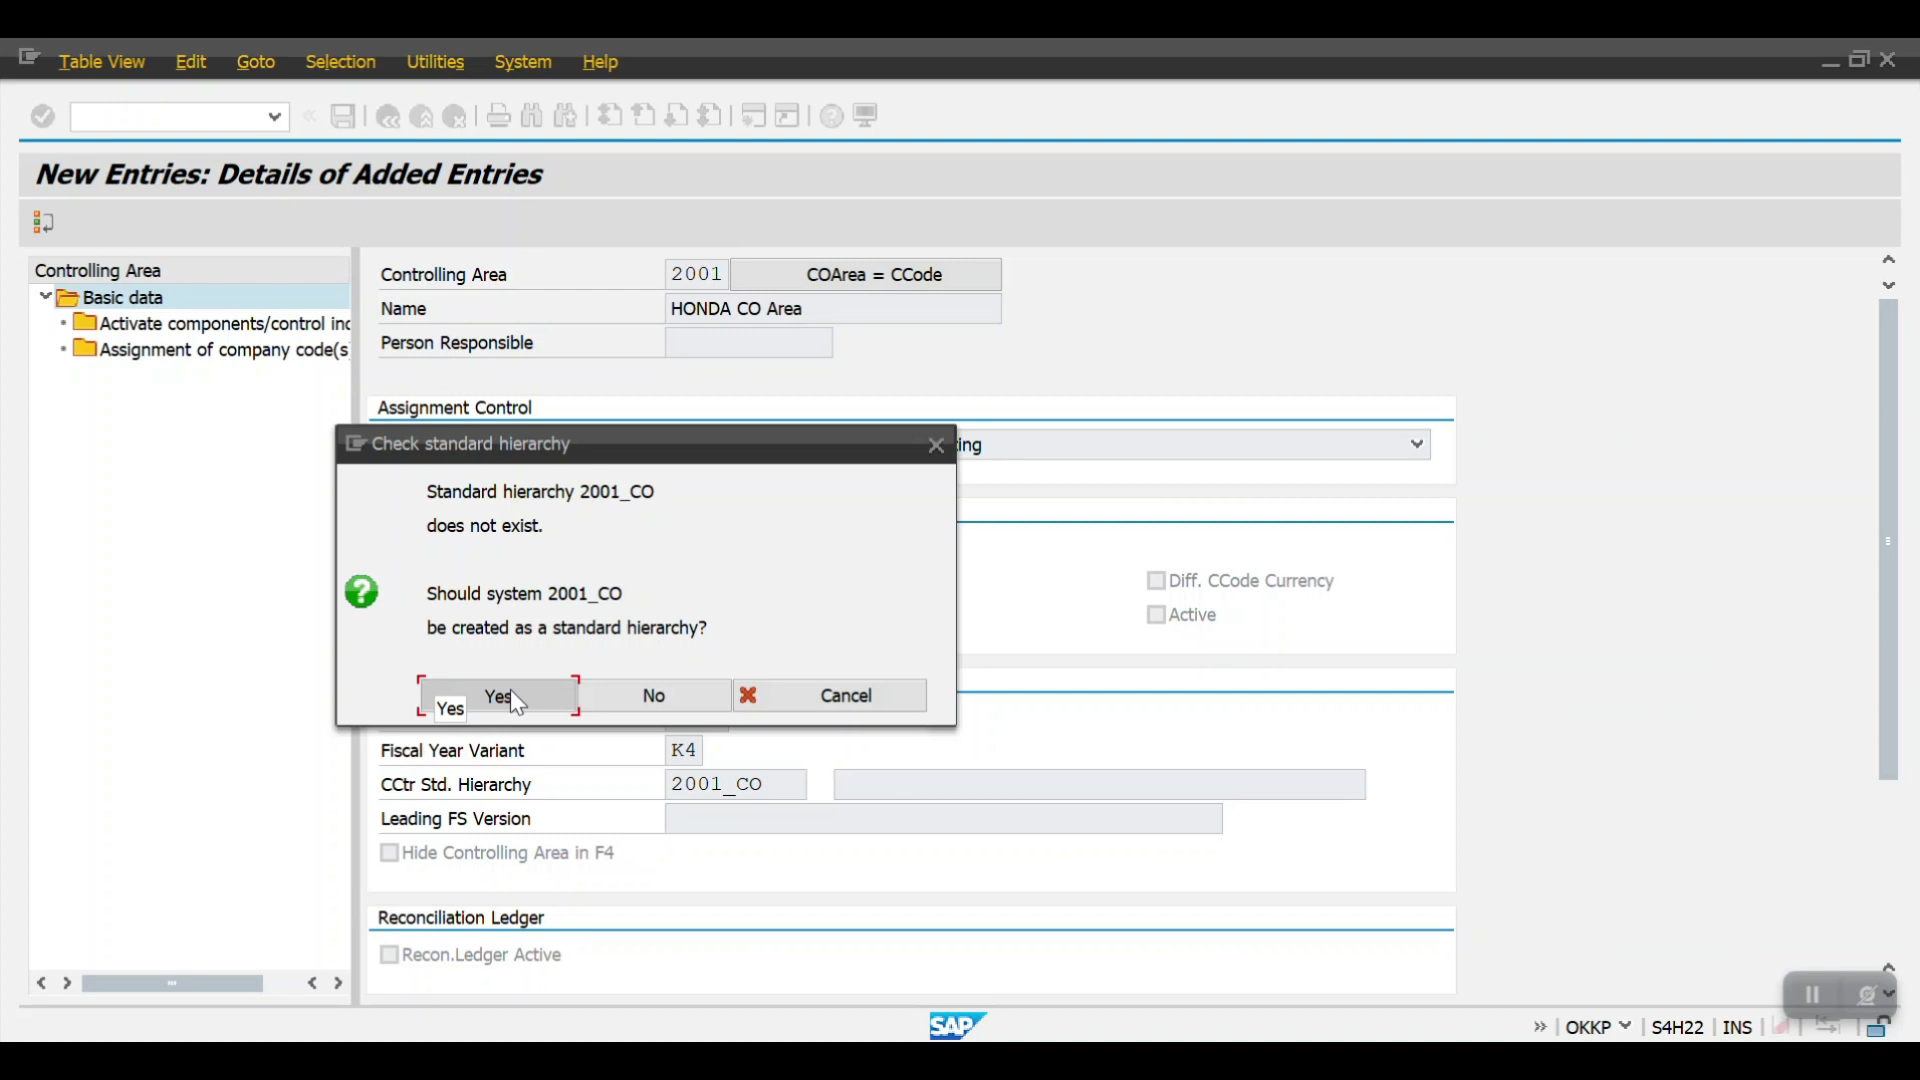 Table View Edit Goto Selection Utilities System Help
New Entries: Details of Added Entries
Controlling Area
Basic data
Activate components/control inc
Assignment of company code(s
Controlling Area 2001 COArea = CCode
Name HONDA CO Area
Person Responsible
Assignment Control
ing
Check standard hierarchy
Standard hierarchy 2001_CO
does not exist.
Should system 2001_CO
be created as a standard hierarchy?
Yes No Cancel
Yes
Diff. CCode Currency
Active
Fiscal Year Variant K4
CCtr Std. Hierarchy 2001_CO
Leading FS Version
Hide Controlling Area in F4
Reconciliation Ledger
Recon.Ledger Active
SAP
OKKP S4H22 INS